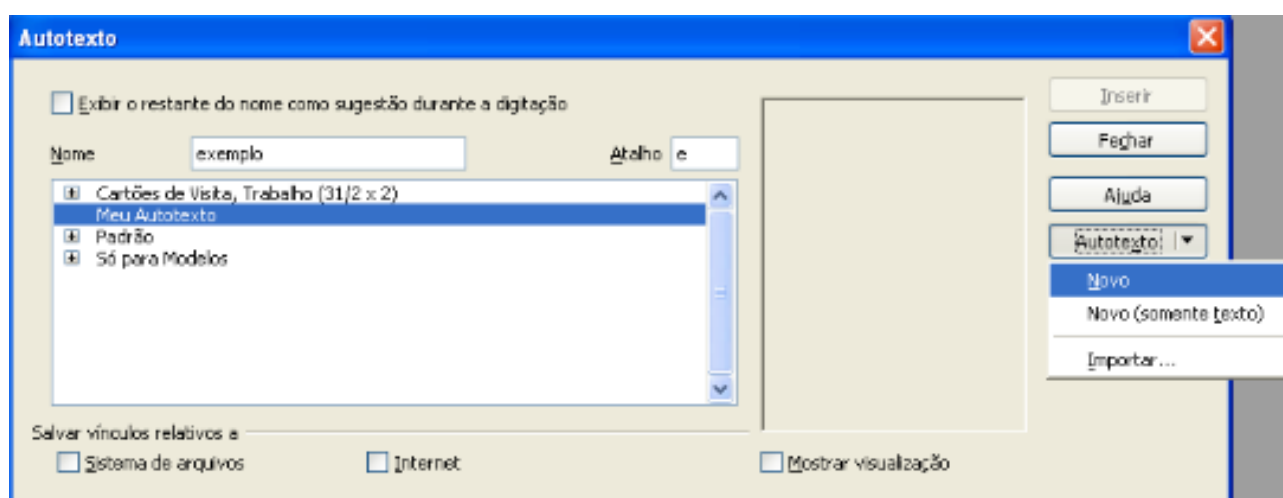 Autotexto
Exibir o restante do nome como sugestão durante a digitação
Nome exemplo Atalho e
Cartões de Visita, Trabalho (31/2 x 2)
Meu Autotexto
Padrão
Só para Modelos
Inserir
Fechar
Ajuda
Autotexto
Novo
Novo (somente texto)
Importar...
Salvar vínculos relativos a
Sistema de arquivos Internet Mostrar visualização